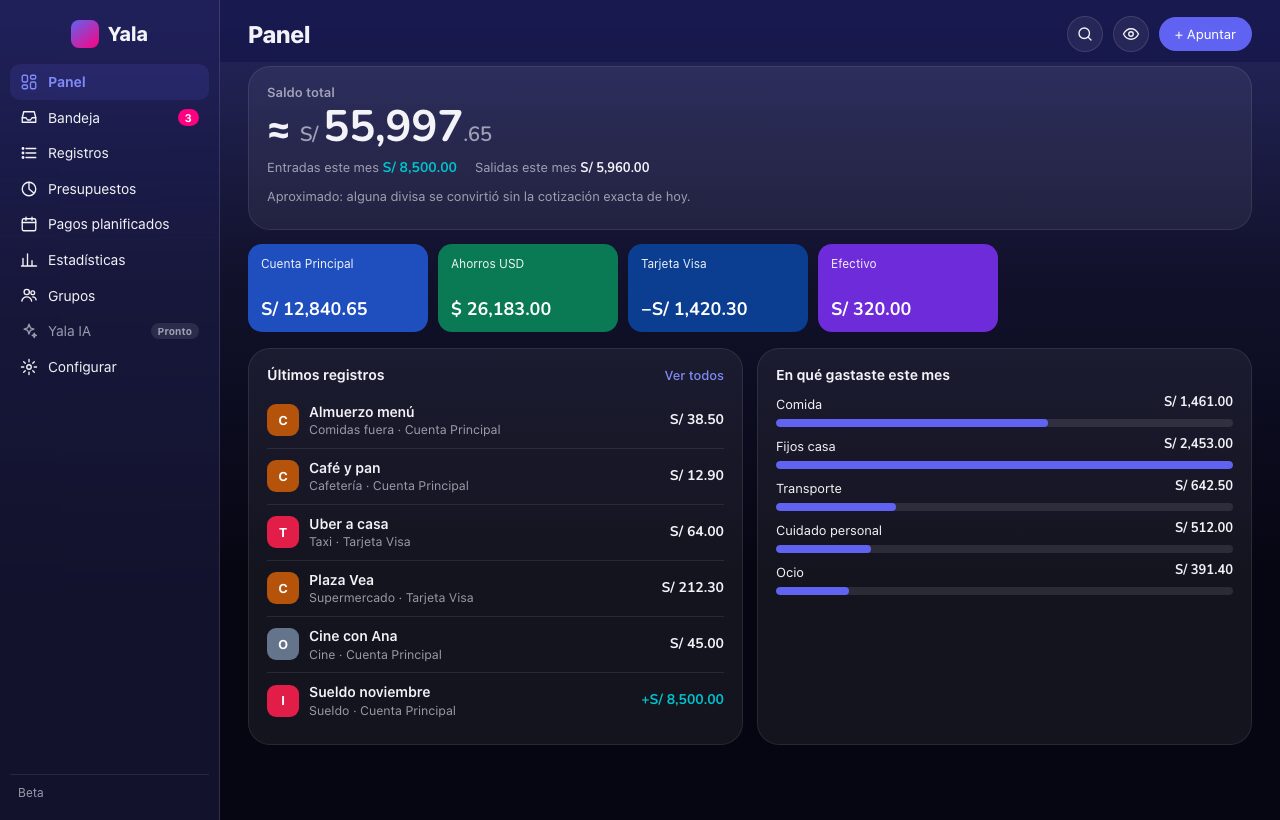 Yala
Panel
Bandeja 3
Registros
Presupuestos
Pagos planificados
Estadísticas
Grupos
Yala IA Pronto
Configurar
Beta
Panel
+ Apuntar
Saldo total
≈ S/ 55,997.65
Entradas este mes S/ 8,500.00 Salidas este mes S/ 5,960.00
Aproximado: alguna divisa se convirtió sin la cotización exacta de hoy.
Cuenta Principal
S/ 12,840.65
Ahorros USD
$ 26,183.00
Tarjeta Visa
−S/ 1,420.30
Efectivo
S/ 320.00
Últimos registros Ver todos
C Almuerzo menú S/ 38.50
Comidas fuera · Cuenta Principal
C Café y pan S/ 12.90
Cafetería · Cuenta Principal
T Uber a casa S/ 64.00
Taxi · Tarjeta Visa
C Plaza Vea S/ 212.30
Supermercado · Tarjeta Visa
O Cine con Ana S/ 45.00
Cine · Cuenta Principal
I Sueldo noviembre +S/ 8,500.00
Sueldo · Cuenta Principal
En qué gastaste este mes
Comida S/ 1,461.00
Fijos casa S/ 2,453.00
Transporte S/ 642.50
Cuidado personal S/ 512.00
Ocio S/ 391.40